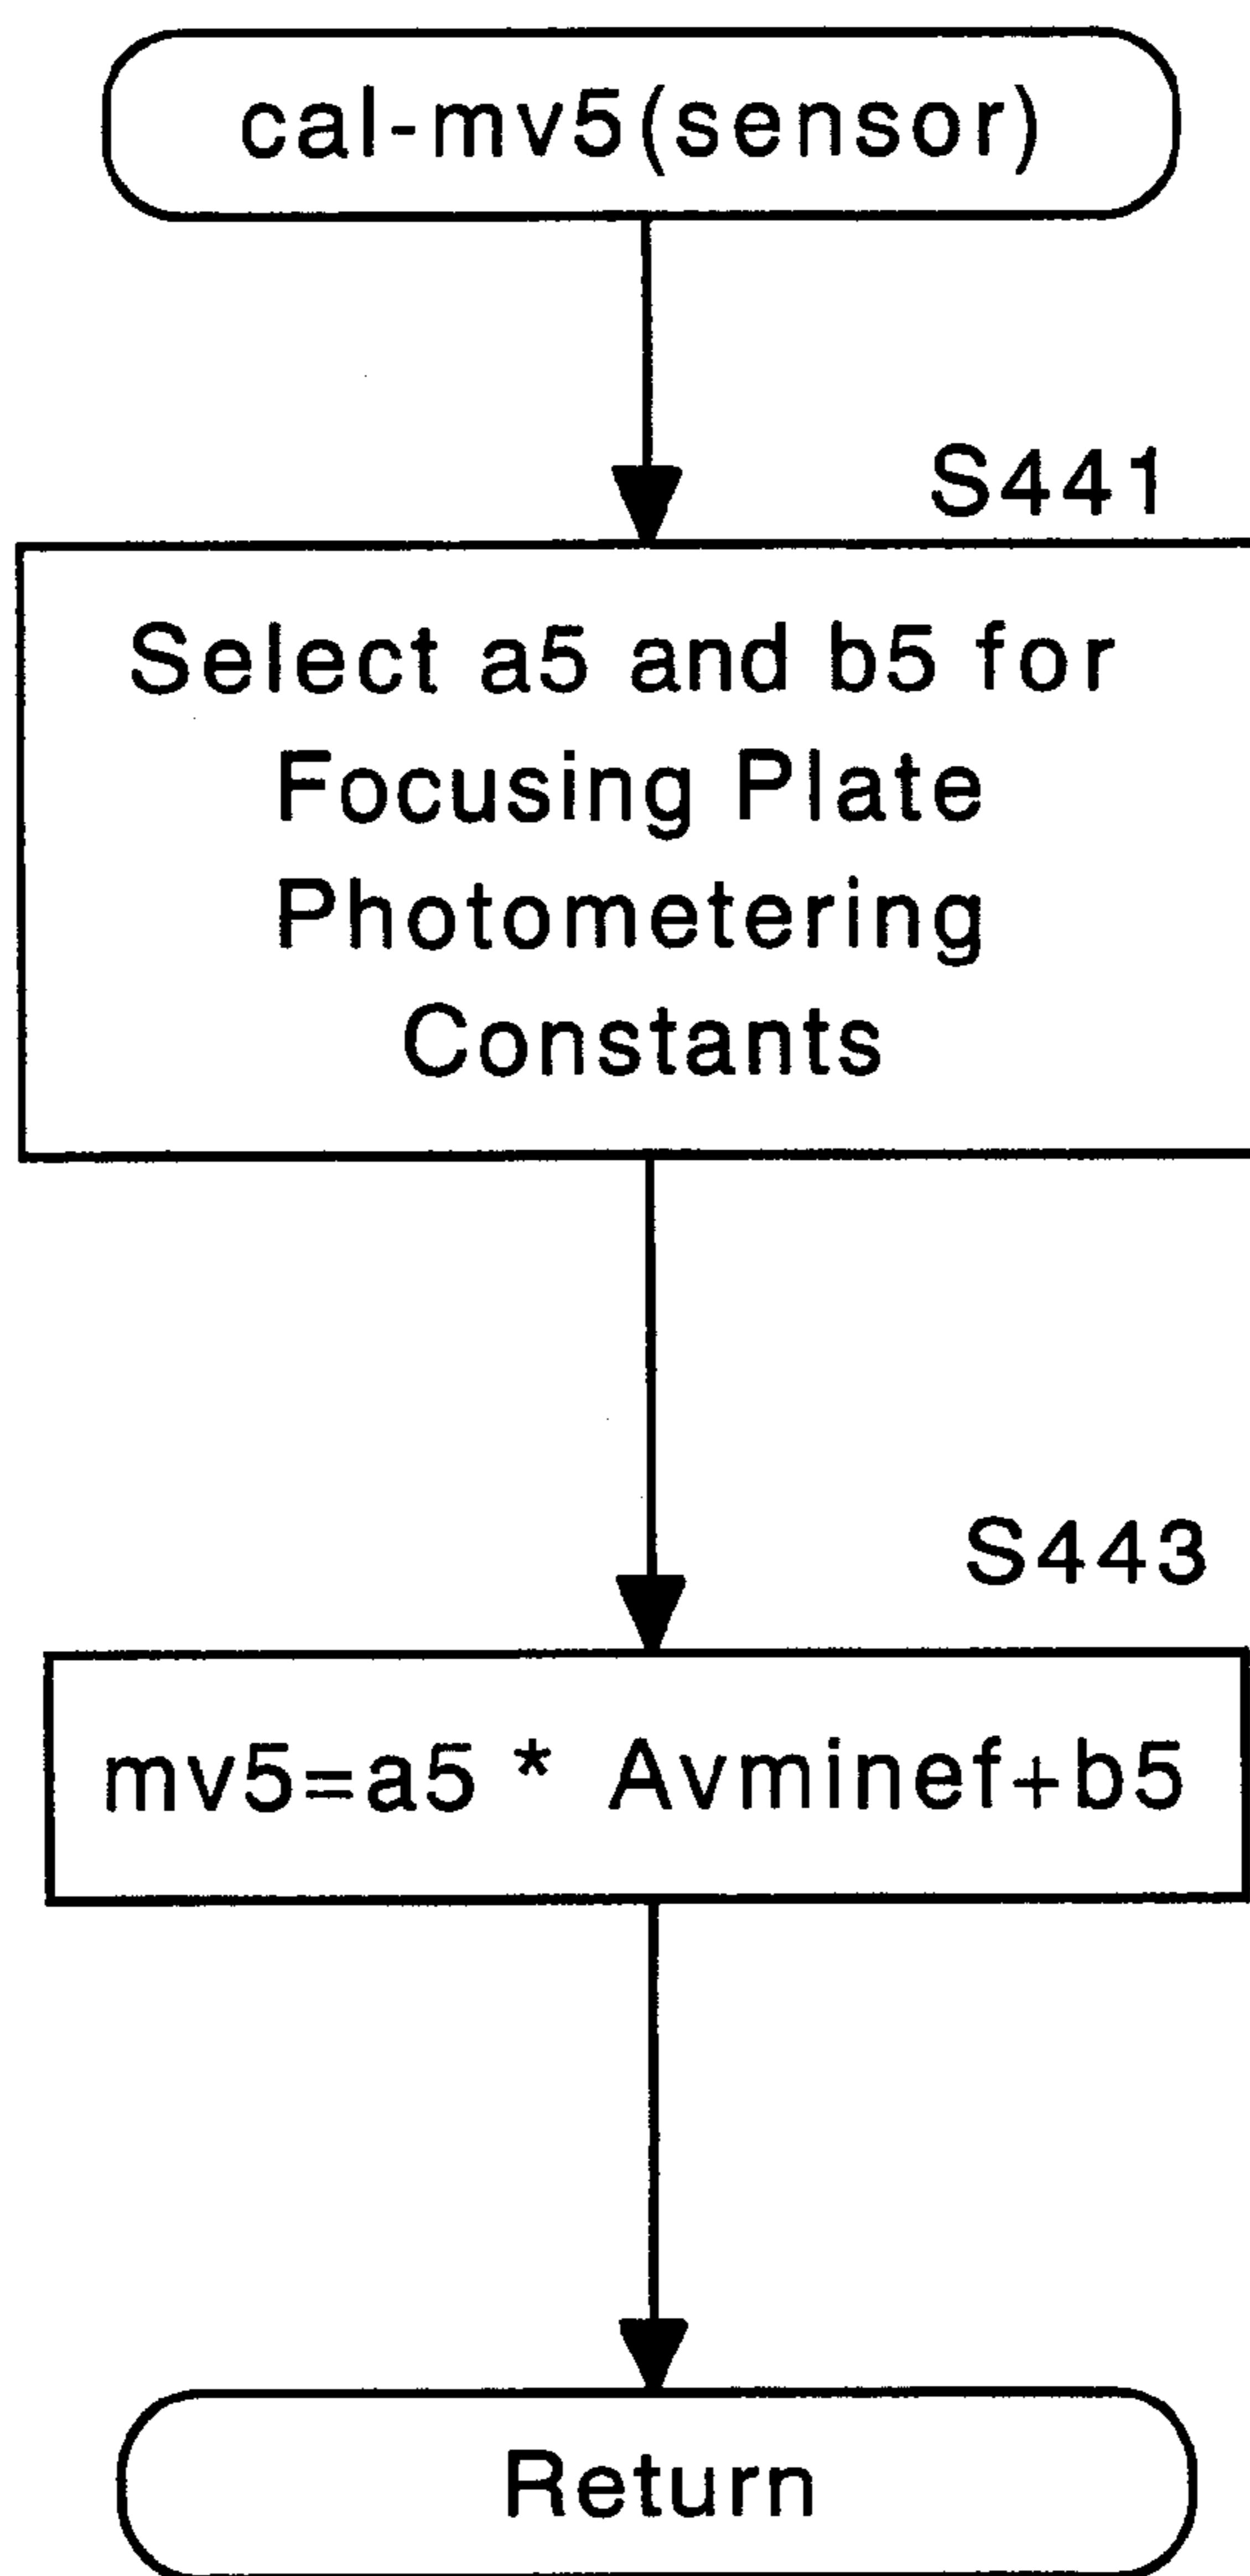 cal-mv5(sensor)
S441
Select a5 and b5 for
Focusing Plate
Photometering
Constants
S443
mv5=a5 * Avminef+b5
Return